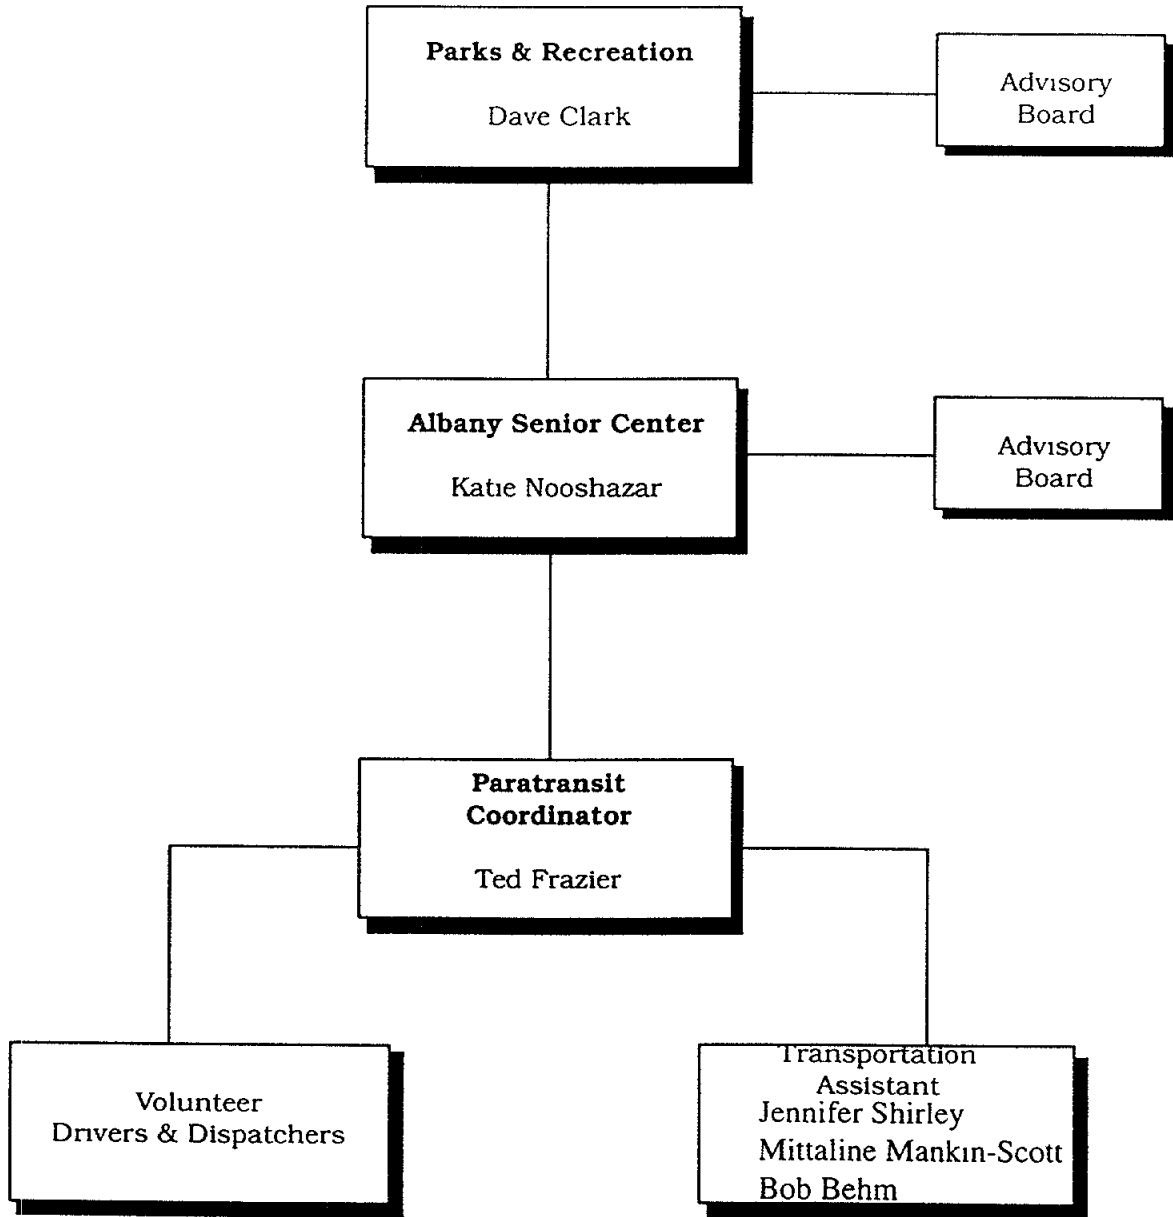 Parks & Recreation
Dave Clark
Advisory
Board
Albany Senior Center
Katie Nooshazar
Advisory
Board
Paratransit
Coordinator
Ted Frazier
Volunteer
Drivers & Dispatchers
Transportation
Assistant
Jennifer Shirley
Mittaline Mankin-Scott
Bob Behm